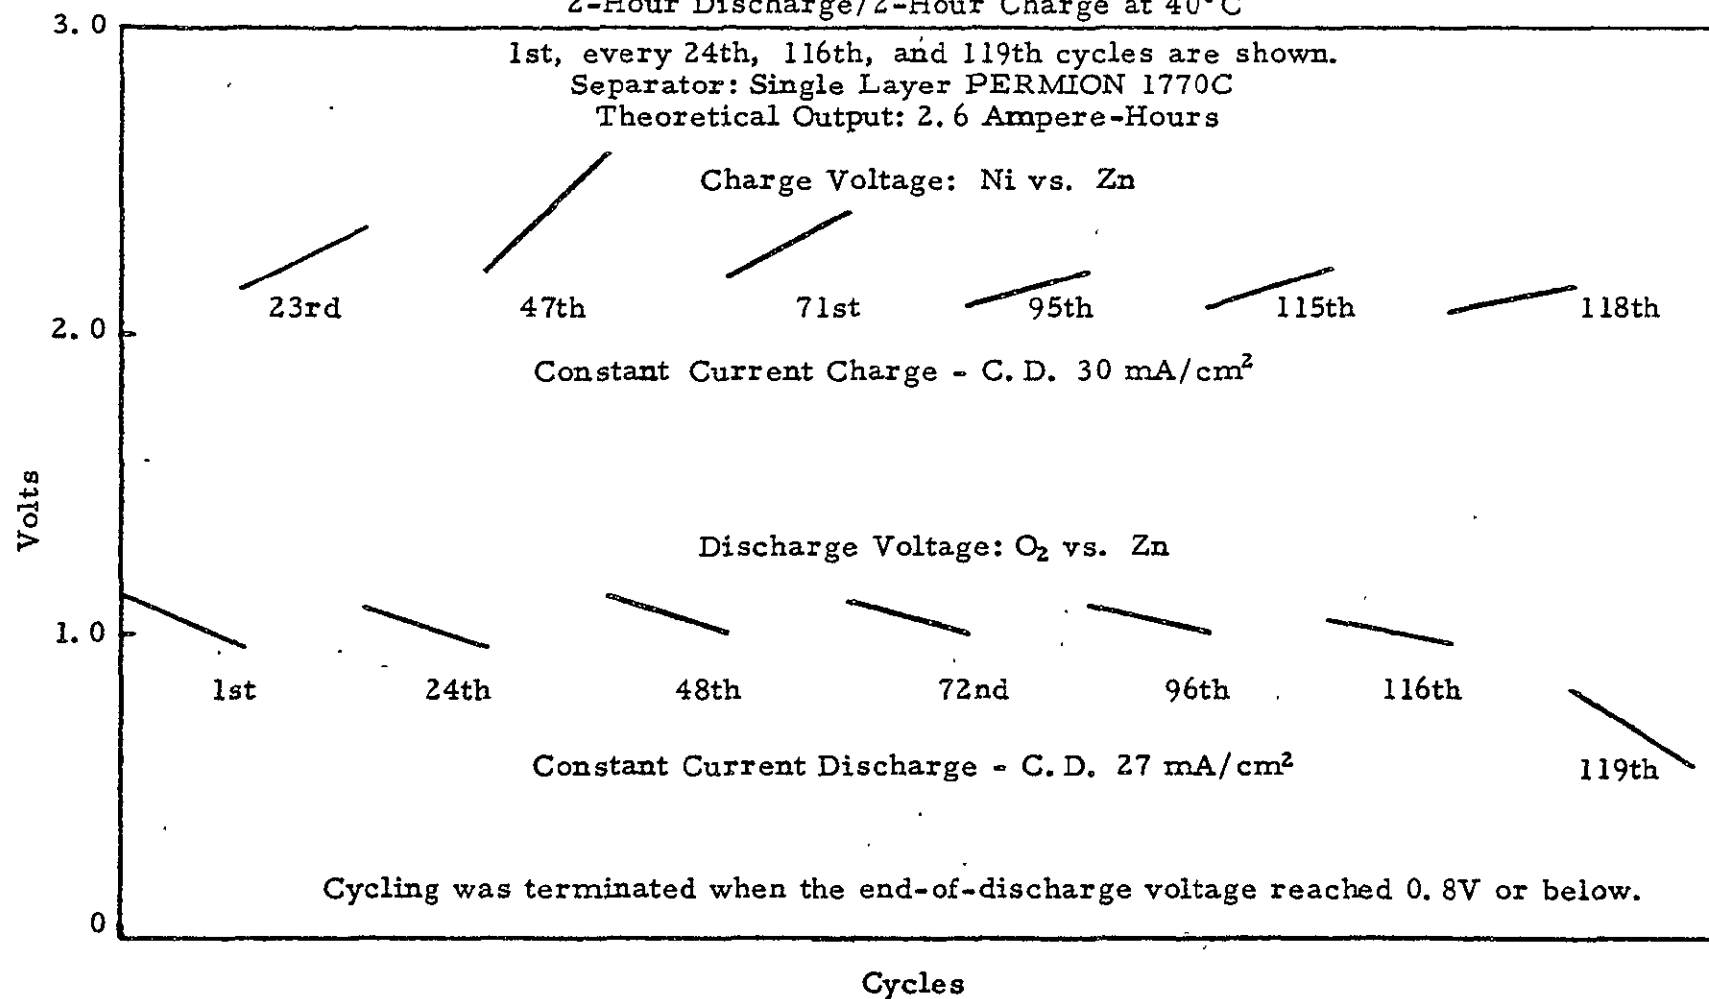 2-Hour Discharge/2-Hour Charge at 40°C
3.0
1st, every 24th, 116th, and 119th cycles are shown.
Separator: Single Layer PERMION 1770C
Theoretical Output: 2.6 Ampere-Hours
Charge Voltage: Ni vs. Zn
23rd 47th 71st 95th 115th 118th
2.0
Constant Current Charge - C.D. 30 mA/cm²
Volts
Discharge Voltage: O₂ vs. Zn
1.0
1st 24th 48th 72nd 96th 116th
Constant Current Discharge - C.D. 27 mA/cm²
119th
Cycling was terminated when the end-of-discharge voltage reached 0.8V or below.
0
Cycles